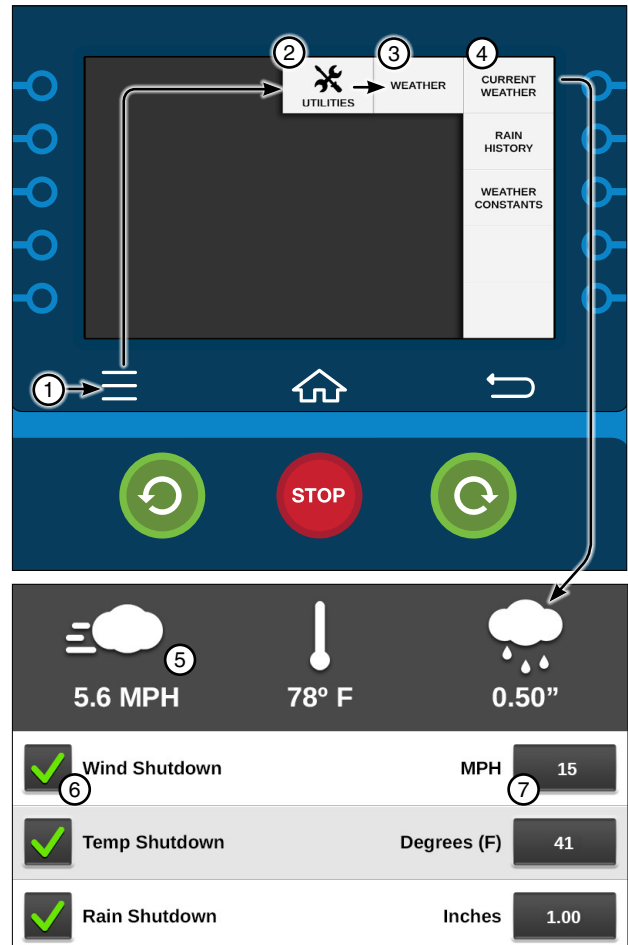 2
3
4
UTILITIES
WEATHER
CURRENT
WEATHER
RAIN
HISTORY
WEATHER
CONSTANTS
1
STOP
5
5.6 MPH
78º F
0.50”
Wind Shutdown
MPH
15
6
7
Temp Shutdown
Degrees (F)
41
Rain Shutdown
Inches
1.00